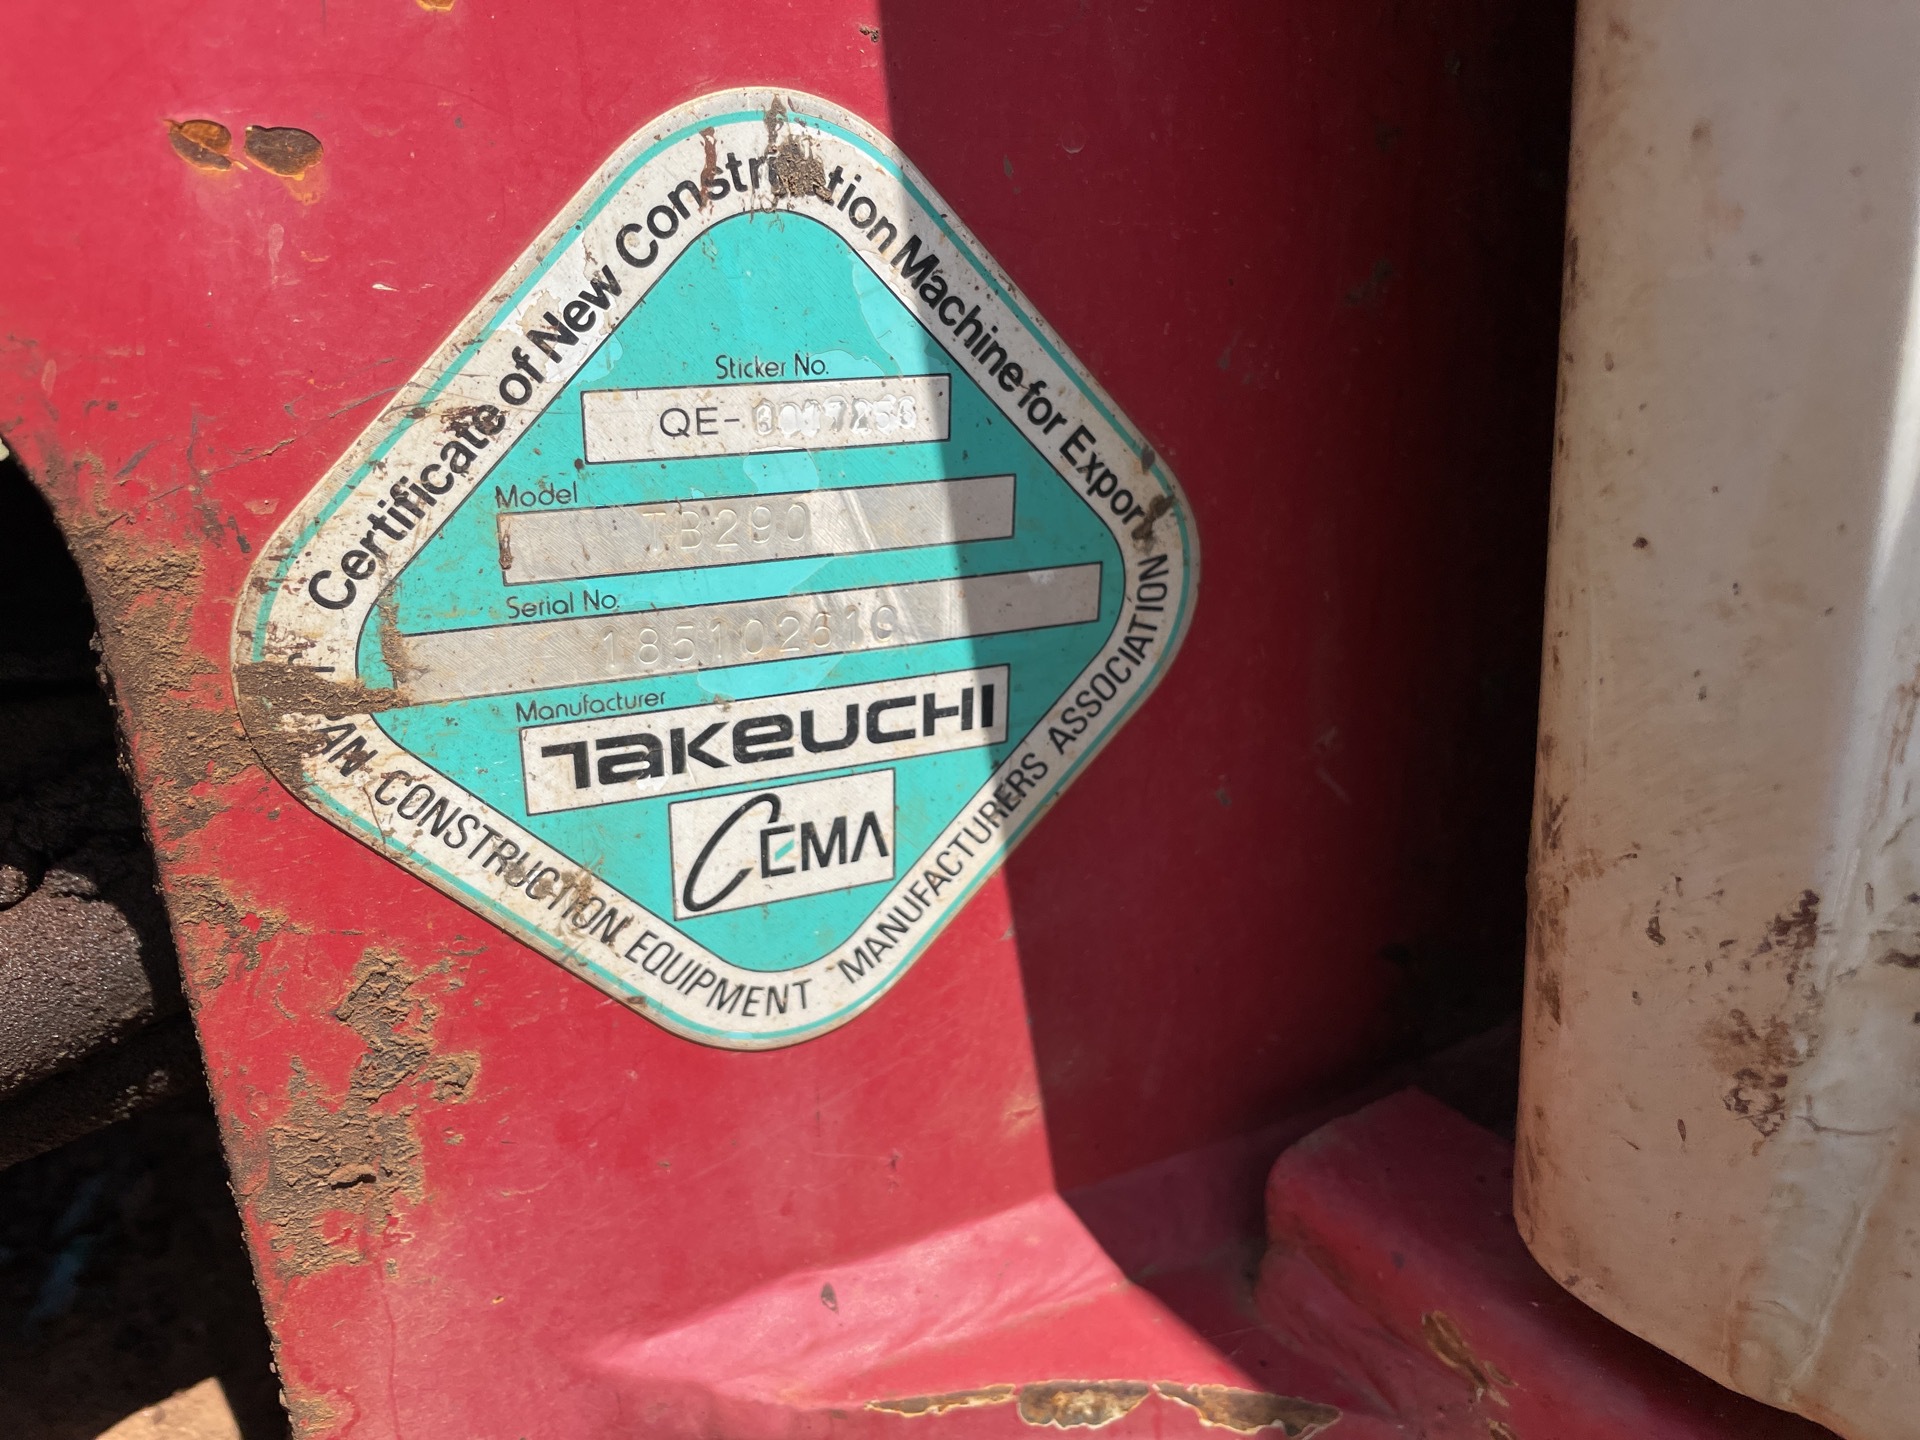 Certificate of New Construction Machine for Export
Sticker No.
QE-
Model
TB290
Serial No.
Manufacturer
TAKEUCHI
CEMA
CONSTRUCTION EQUIPMENT MANUFACTURERS ASSOCIATION